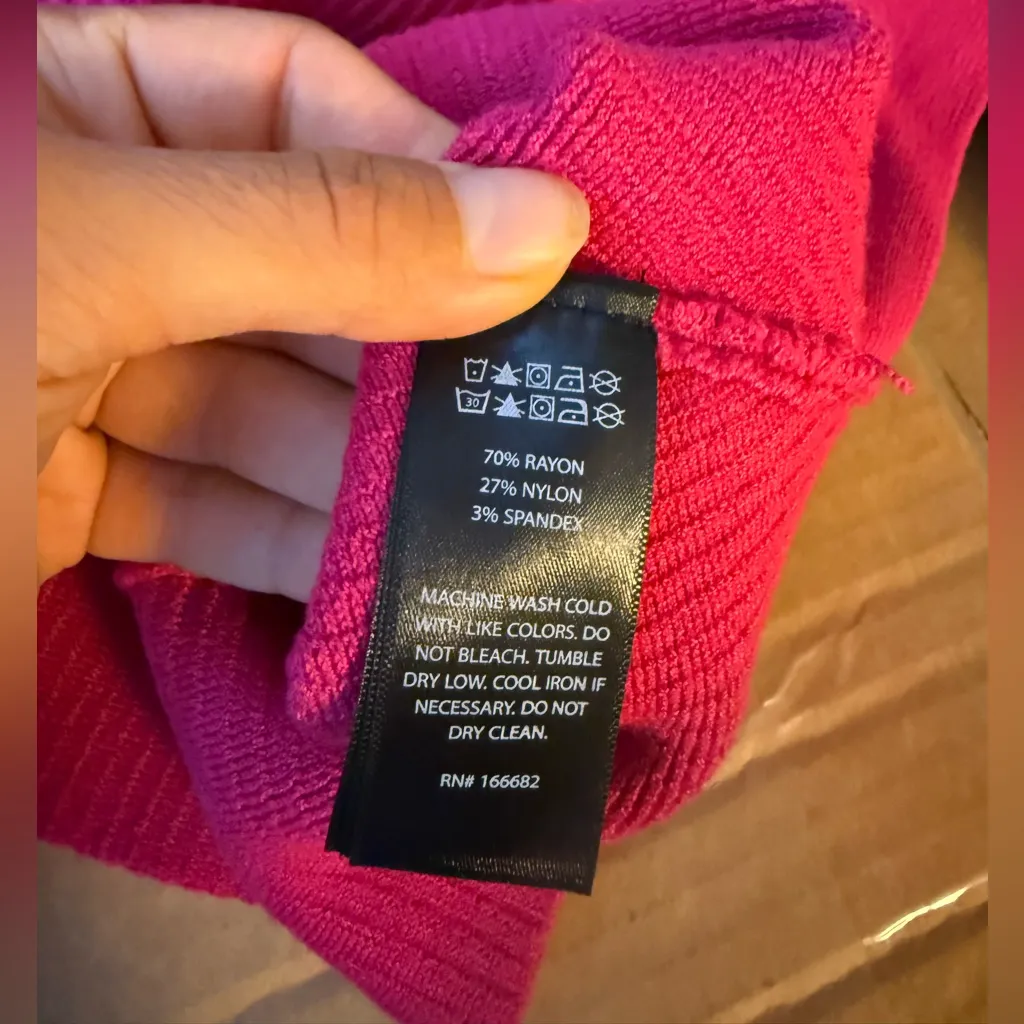 30
70% RAYON
27% NYLON
3% SPANDEX
MACHINE WASH COLD
WITH LIKE COLORS. DO
NOT BLEACH. TUMBLE
DRY LOW. COOL IRON IF
NECESSARY. DO NOT
DRY CLEAN.
RN# 166682